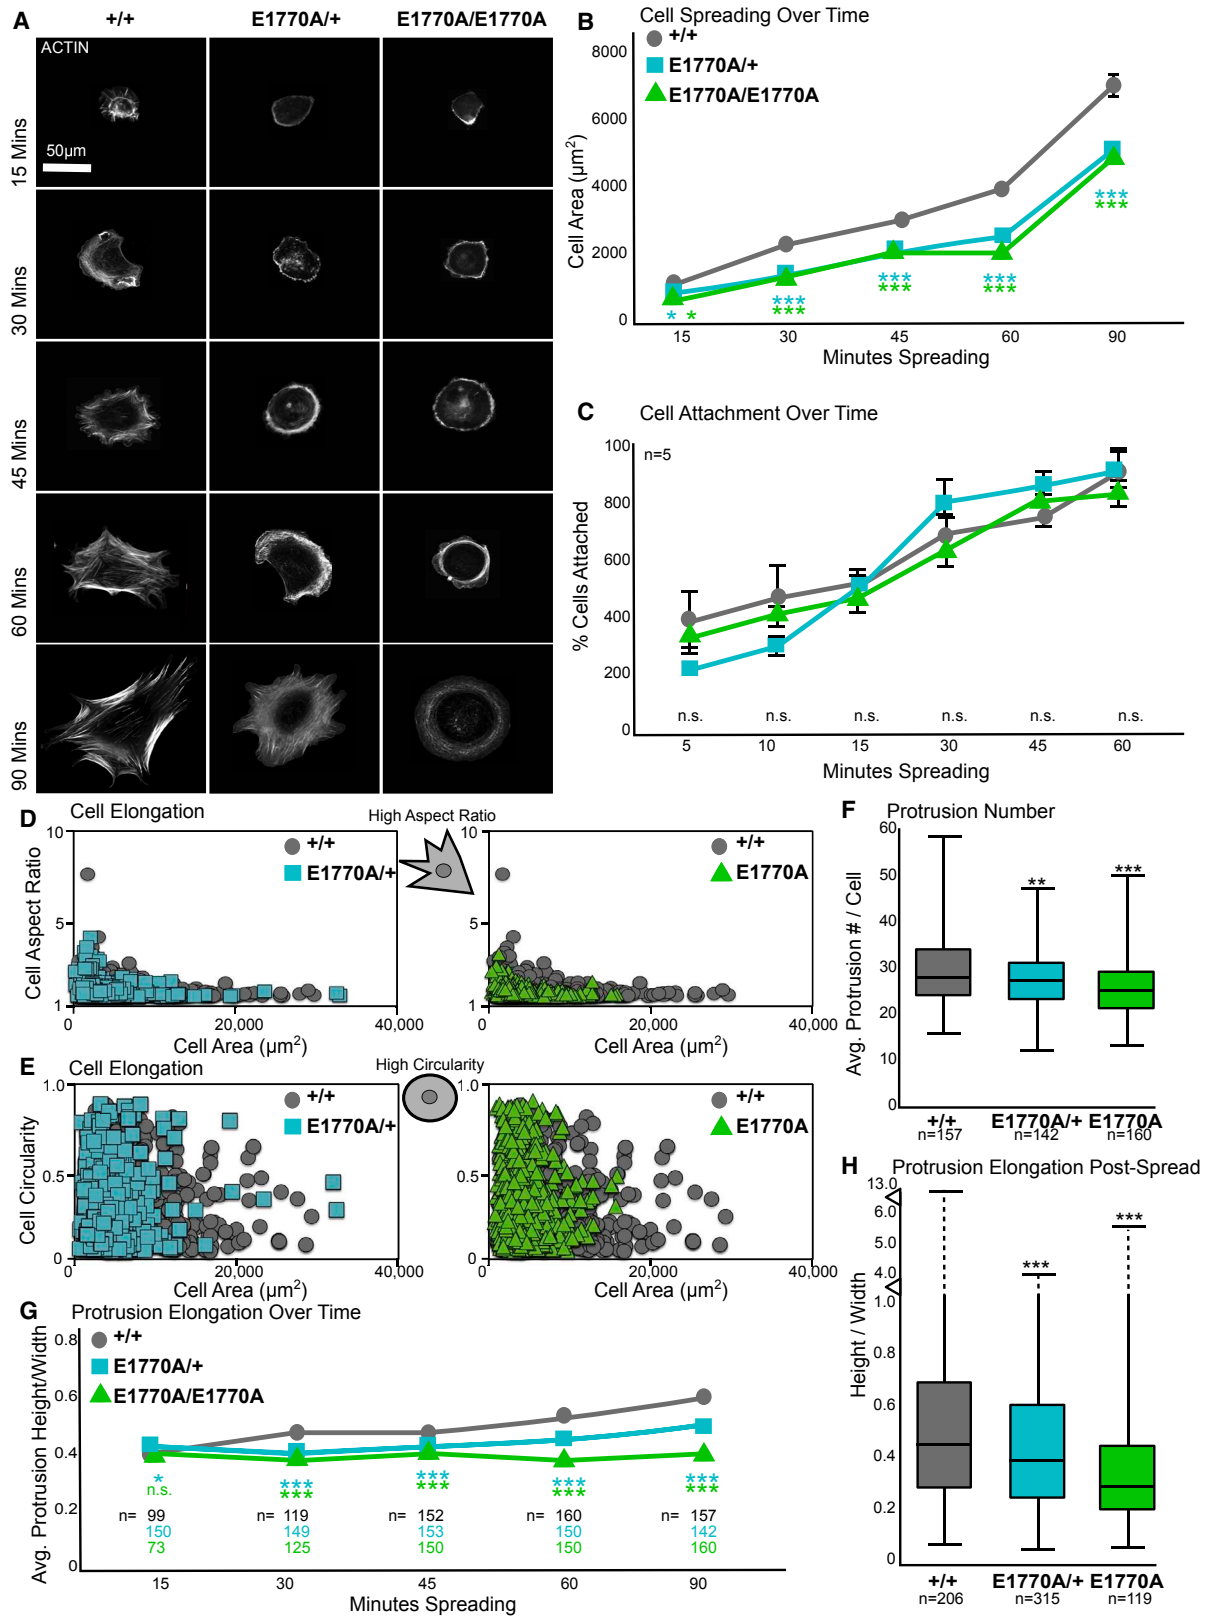 A
+/+
E1770A/+
E1770A/E1770A
ACTIN
50µm
15 Mins
30 Mins
45 Mins
60 Mins
90 Mins
B
Cell Spreading Over Time
+/+
E1770A/+
E1770A/E1770A
Cell Area (µm²)
8000
6000
4000
2000
0
* *
***
***
***
***
***
***
***
***
15 30 45 60 90
Minutes Spreading
C
Cell Attachment Over Time
n=5
% Cells Attached
100
800
600
400
200
0
n.s. n.s. n.s. n.s. n.s. n.s.
5 10 15 30 45 60
Minutes Spreading
D
Cell Elongation
High Aspect Ratio
Cell Aspect Ratio
10
5
1
+/+
E1770A/+
0 20,000 40,000
Cell Area (µm²)
10
5
1
+/+
E1770A
0 20,000 40,000
Cell Area (µm²)
E
Cell Elongation
High Circularity
Cell Circularity
1.0
0.5
0
+/+
E1770A/+
0 20,000 40,000
Cell Area (µm²)
1.0
0.5
0
+/+
E1770A
0 20,000 40,000
Cell Area (µm²)
F
Protrusion Number
Avg. Protrusion # / Cell
60
50
40
30
20
10
0
**
***
+/+ E1770A/+ E1770A
n=157 n=142 n=160
G
Protrusion Elongation Over Time
+/+
E1770A/+
E1770A/E1770A
Avg. Protrusion Height/Width
0.8
0.6
0.4
0.2
0
*
n.s.
***
***
***
***
***
***
***
***
n= 99 n= 119 n= 152 n= 160 n= 157
150 149 153 150 142
73 125 150 150 160
15 30 45 60 90
Minutes Spreading
H
Protrusion Elongation Post-Spread
Height / Width
13.0
6.0
5.0
4.0
1.0
0.8
0.6
0.4
0.2
0
***
***
+/+ E1770A/+ E1770A
n=206 n=315 n=119